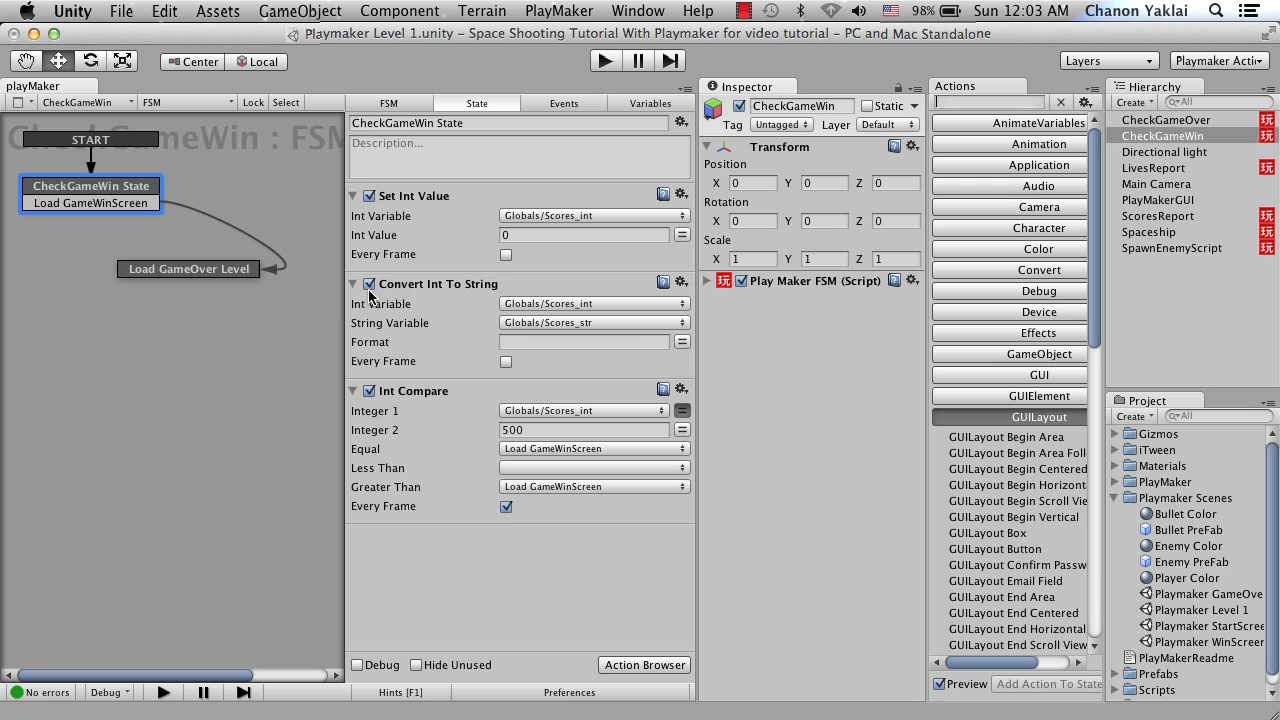 Unity File Edit Assets GameObject Component Terrain PlayMaker Window Help 98% Sun 12:03 AM Chanon Yaklai
Playmaker Level 1.unity - Space Shooting Tutorial With Playmaker for video tutorial - PC and Mac Standalone
Center Local Layers Playmaker Acti
playMaker
CheckGameWin FSM Lock Select
CheckGameWin : FSM
START
CheckGameWin State
Load GameWinScreen
Load GameOver Level
No errors Debug
FSM State Events Variables
CheckGameWin State
Description...
Set Int Value
Int Variable Globals/Scores_int
Int Value 0
Every Frame
Convert Int To String
Int Variable Globals/Scores_int
String Variable Globals/Scores_str
Format
Every Frame
Int Compare
Integer 1 Globals/Scores_int
Integer 2 500
Equal Load GameWinScreen
Less Than
Greater Than Load GameWinScreen
Every Frame
Debug Hide Unused Action Browser
Hints [F1] Preferences
Inspector
CheckGameWin Static
Tag Untagged Layer Default
Transform
Position
X 0 Y 0 Z 0
Rotation
X 0 Y 0 Z 0
Scale
X 1 Y 1 Z 1
玩 Play Maker FSM (Script)
Actions
AnimateVariables
Animation
Application
Audio
Camera
Character
Color
Convert
Debug
Device
Effects
GameObject
GUI
GUIElement
GUILayout
GUILayout Begin Area
GUILayout Begin Area Foll
GUILayout Begin Centered
GUILayout Begin Horizont
GUILayout Begin Scroll Vie
GUILayout Begin Vertical
GUILayout Box
GUILayout Button
GUILayout Confirm Passw
GUILayout Email Field
GUILayout End Area
GUILayout End Centered
GUILayout End Horizontal
GUILayout End Scroll View
Preview Add Action To State
Hierarchy
Create All
CheckGameOver 玩
CheckGameWin 玩
Directional light
LivesReport 玩
Main Camera
PlayMakerGUI
ScoresReport 玩
Spaceship 玩
SpawnEnemyScript 玩
Project
Create All
Gizmos
iTween
Materials
PlayMaker
Playmaker Scenes
Bullet Color
Bullet PreFab
Enemy Color
Enemy PreFab
Player Color
Playmaker GameOve
Playmaker Level 1
Playmaker StartScree
Playmaker WinScreen
PlayMakerReadme
Prefabs
Scripts